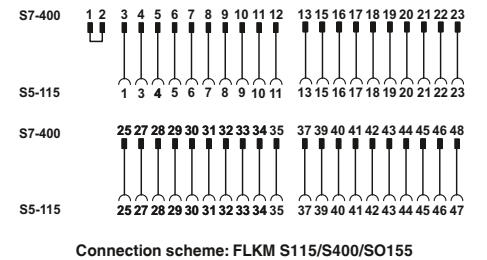 S7-400 1 2 3 4 5 6 7 8 9 10 11 12 13 15 16 17 18 19 20 21 22 23
S5-115 1 3 4 5 6 7 8 9 10 11 13 15 16 17 18 19 20 21 22 23
S7-400 25 27 28 29 30 31 32 33 34 35 37 39 40 41 42 43 44 45 46 48
S5-115 25 27 28 29 30 31 32 33 34 35 37 39 40 41 42 43 44 45 46 47
Connection scheme: FLKM S115/S400/SO155